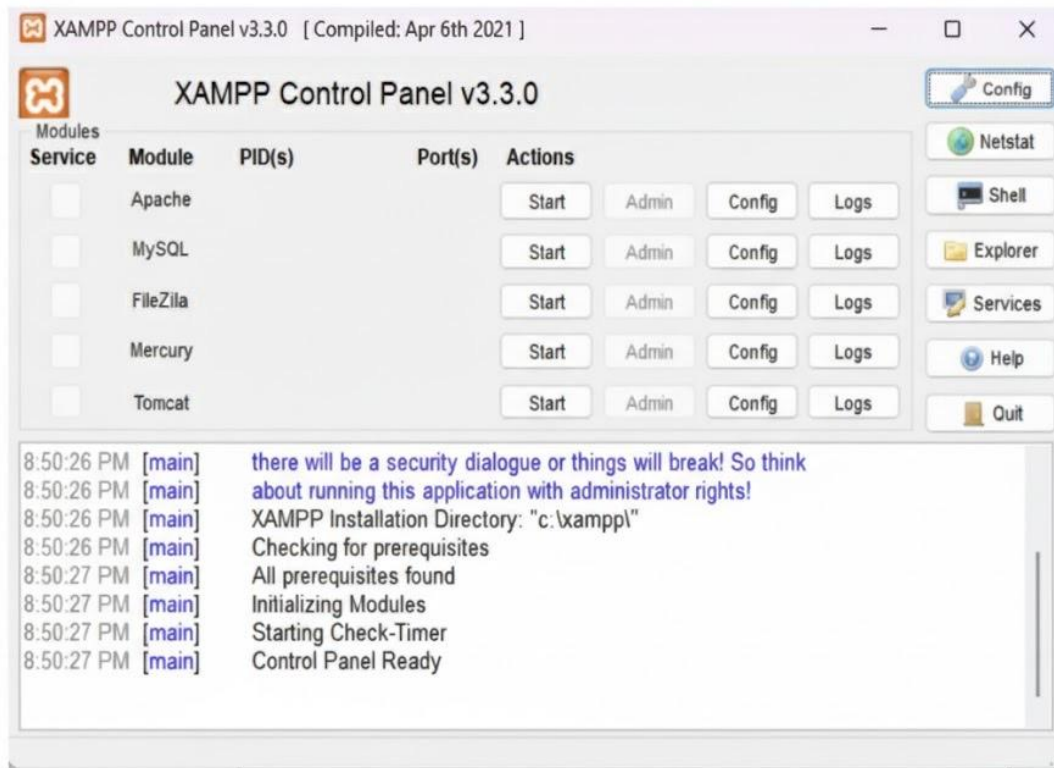 XAMPP Control Panel v3.3.0 [ Compiled: Apr 6th 2021 ]
XAMPP Control Panel v3.3.0
Config
Modules
Service Module PID(s) Port(s) Actions
Netstat
Apache Start Admin Config Logs
Shell
MySQL Start Admin Config Logs
Explorer
FileZila Start Admin Config Logs
Services
Mercury Start Admin Config Logs
Help
Tomcat Start Admin Config Logs
Quit
8:50:26 PM [main] there will be a security dialogue or things will break! So think
8:50:26 PM [main] about running this application with administrator rights!
8:50:26 PM [main] XAMPP Installation Directory: "c:\xampp\"
8:50:26 PM [main] Checking for prerequisites
8:50:27 PM [main] All prerequisites found
8:50:27 PM [main] Initializing Modules
8:50:27 PM [main] Starting Check-Timer
8:50:27 PM [main] Control Panel Ready